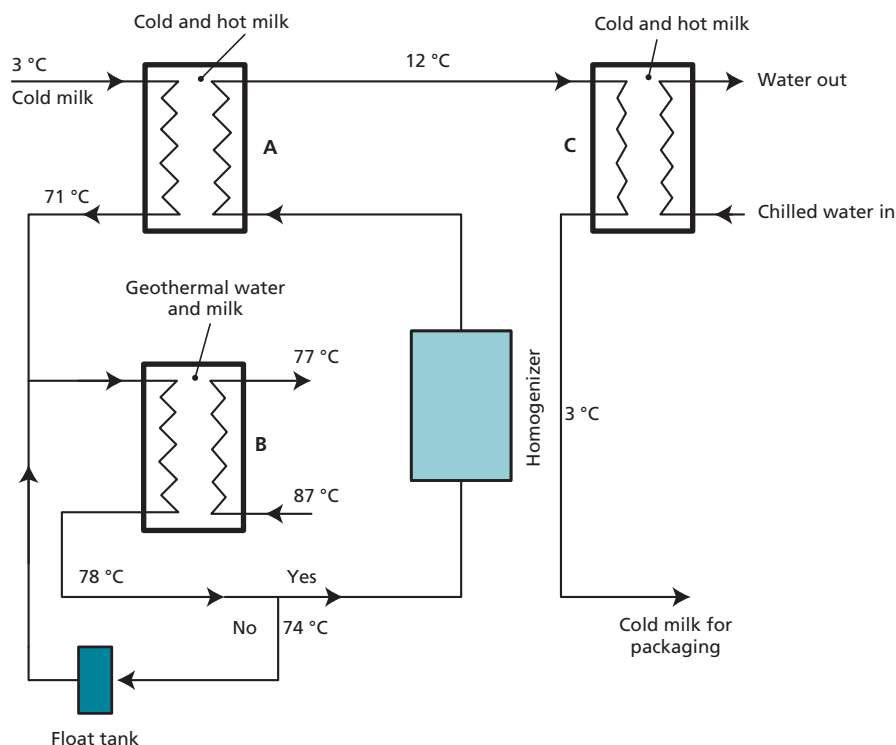 Cold and hot milk
Cold and hot milk
3 °C
12 °C
Cold milk
Water out
A
C
71 °C
Chilled water in
Geothermal water
and milk
77 °C
Homogenizer
3 °C
B
87 °C
78 °C
Yes
No
74 °C
Cold milk for
packaging
Float tank